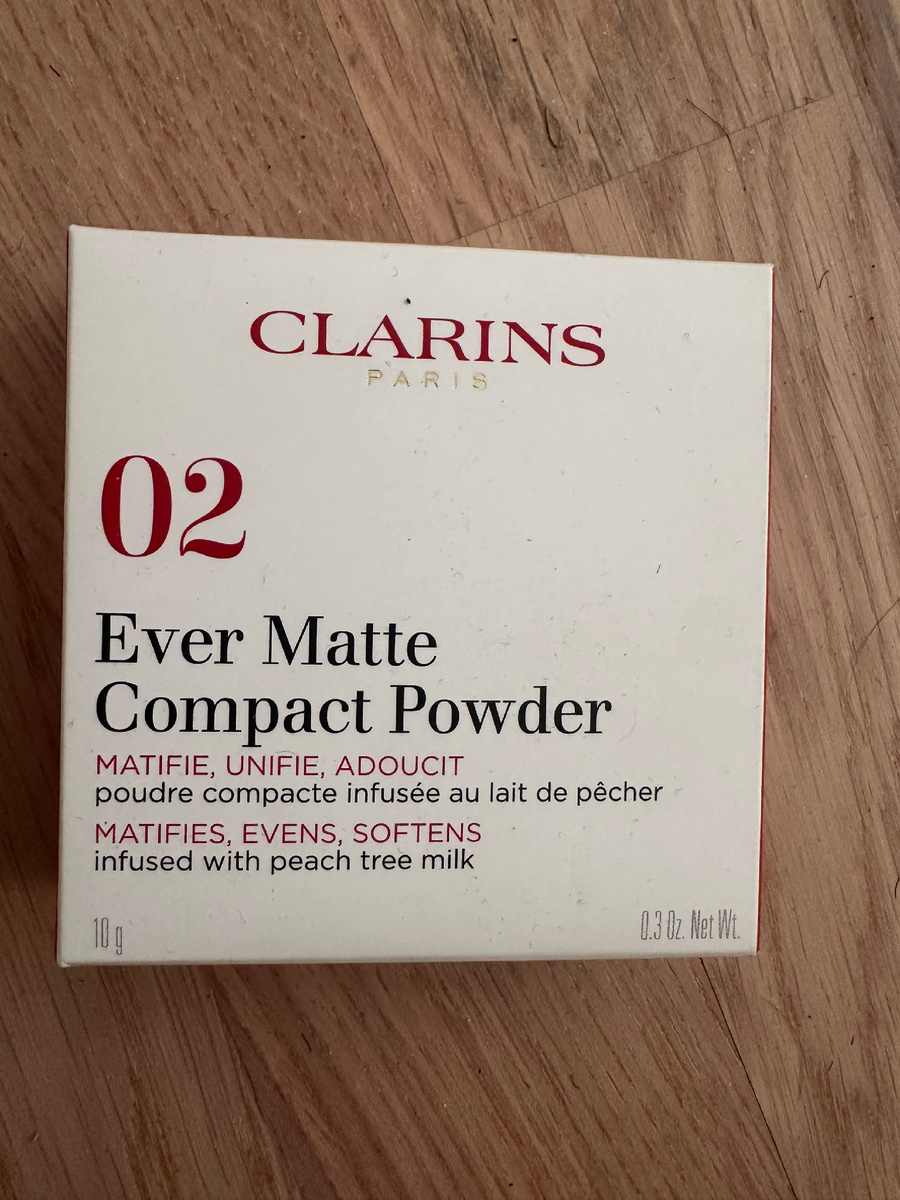 CLARINS
PARIS
02
Ever Matte
Compact Powder
MATIFIE, UNIFIE, ADOUCIT
poudre compacte infusée au lait de pêcher
MATIFIES, EVENS, SOFTENS
infused with peach tree milk
10 g
0.3 Oz. Net Wt.